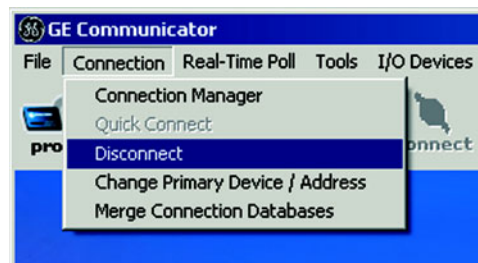 GE Communicator
File Connection Real-Time Poll Tools I/O Devices
Connection Manager
Quick Connect
pro
Disconnect
onnect
Change Primary Device / Address
Merge Connection Databases